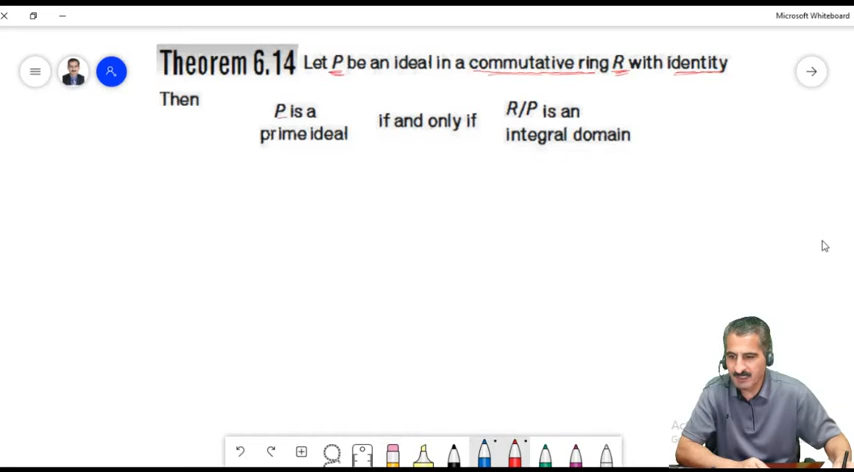 Microsoft Whiteboard
Theorem 6.14 Let P be an ideal in a commutative ring R with identity
Then
P is a prime ideal if and only if R/P is an integral domain